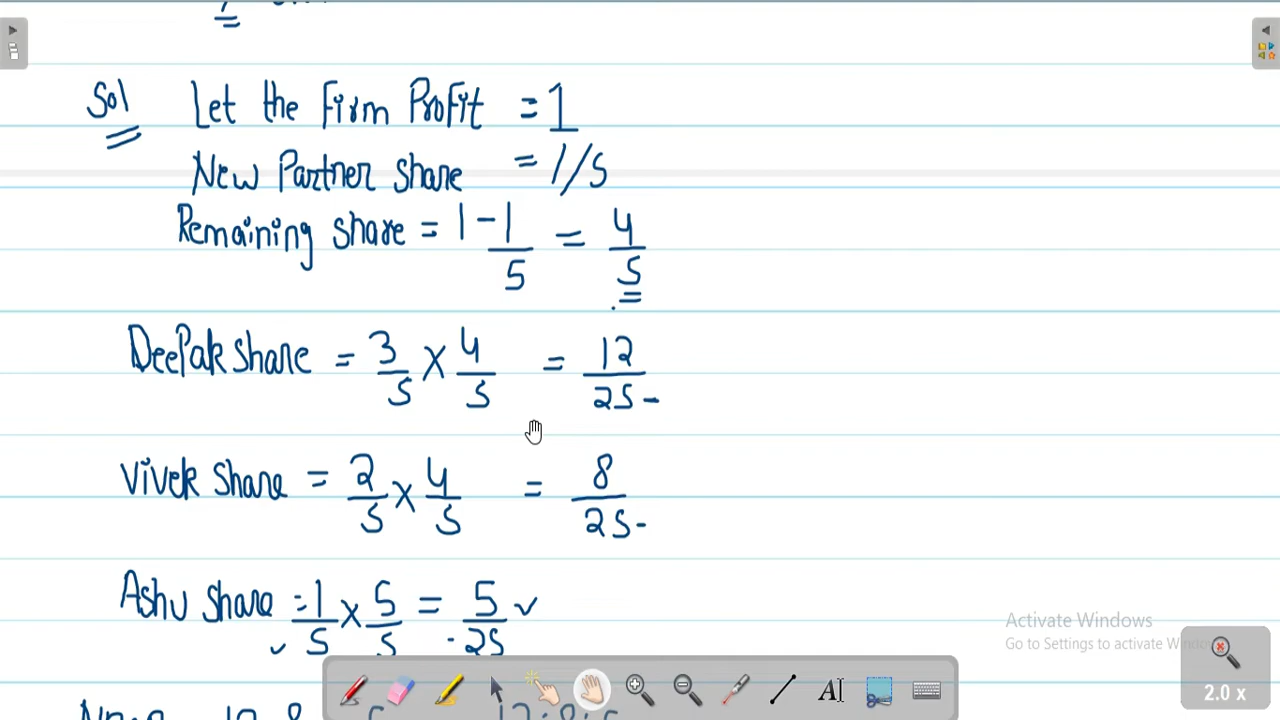 Sol Let the Firm Profit = 1
New Partner share = 1/5
Remaining share = 1 - 1/5 = 4/5
Deepak share = 3/5 × 4/5 = 12/25
Vivek share = 2/5 × 4/5 = 8/25
Ashu share = 1/5 × 5/5 = 5/25
Activate Windows
Go to Settings to activate
2.0 x